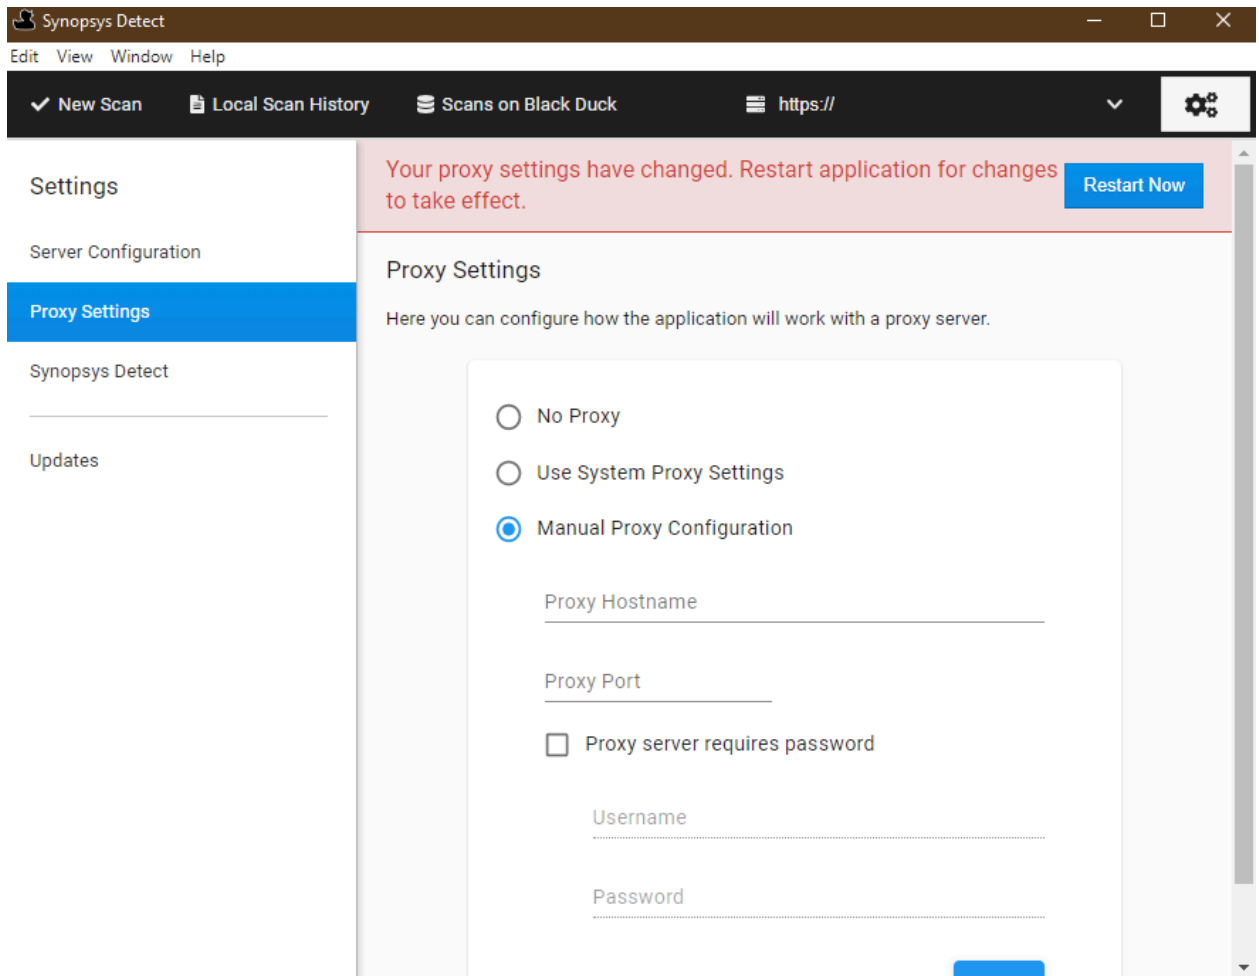 Synopsys Detect
Edit View Window Help
New Scan Local Scan History Scans on Black Duck https://
Settings
Server Configuration
Proxy Settings
Synopsys Detect
Updates
Your proxy settings have changed. Restart application for changes
to take effect.
Restart Now
Proxy Settings
Here you can configure how the application will work with a proxy server.
No Proxy
Use System Proxy Settings
Manual Proxy Configuration
Proxy Hostname
Proxy Port
Proxy server requires password
Username
Password